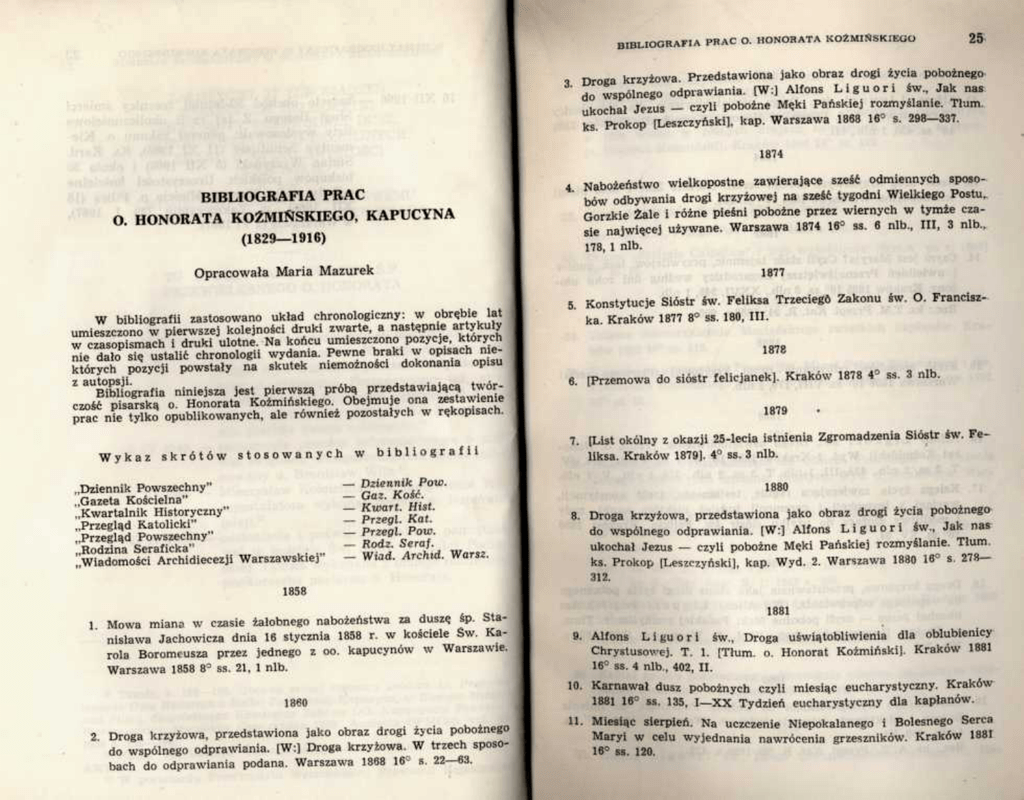 BIBLIOGRAFIA PRAC
O. HONORATA KOŹMIŃSKIEGO, KAPUCYNA
(1829—1916)
Opracowała Maria Mazurek
W bibliografii zastosowano układ chronologiczny: w obrębie lat
umieszczono w pierwszej kolejności druki zwarte, a następnie artykuły
w czasopismach i druki ulotne. Na końcu umieszczono pozycje, których
nie dało się ustalić chronologii wydania. Pewne braki w opisach nie-
których pozycji powstały na skutek niemożności dokonania opisu
z autopsji.
Bibliografia niniejsza jest pierwszą próbą przedstawiającą twór-
czość pisarską o. Honorata Koźmińskiego. Obejmuje ona zestawienie
prac nie tylko opublikowanych, ale również pozostałych w rękopisach.
Wykaz skrótów stosowanych w bibliografii
„Dziennik Powszechny" — Dziennik Pow.
„Gazeta Kościelna" — Gaz. Kość.
„Kwartalnik Historyczny" — Kwart. Hist.
„Przegląd Katolicki" — Przegl. Kat.
„Przegląd Powszechny" — Przegl. Pow.
„Rodzina Seraficka" — Rodz. Seraf.
„Wiadomości Archidiecezji Warszawskiej" — Wiad. Archid. Warsz.
1858
1. Mowa miana w czasie żałobnego nabożeństwa za duszę śp. Sta-
nisława Jachowicza dnia 16 stycznia 1858 r. w kościele Św. Ka-
rola Boromeusza przez jednego z oo. kapucynów w Warszawie.
Warszawa 1858 8° ss. 21, 1 nlb.
1860
2. Droga krzyżowa, przedstawiona jako obraz drogi życia pobożnego
do wspólnego odprawiania. [W:] Droga krzyżowa. W trzech sposo-
bach do odprawiania podana. Warszawa 1868 16° s. 22—63.
BIBLIOGRAFIA PRAC O. HONORATA KOŹMIŃSKIEGO 25
3. Droga krzyżowa. Przedstawiona jako obraz drogi życia pobożnego
do wspólnego odprawiania. [W:] Alfons Liguori św., Jak nas
ukochał Jezus — czyli pobożne Męki Pańskiej rozmyślanie. Tłum.
ks. Prokop [Leszczyński], kap. Warszawa 1868 16° s. 298—337.
1874
4. Nabożeństwo wielkopostne zawierające sześć odmiennych sposo-
bów odbywania drogi krzyżowej na sześć tygodni Wielkiego Postu,
Gorzkie Żale i różne pieśni pobożne przez wiernych w tymże cza-
sie najwięcej używane. Warszawa 1874 16° ss. 6 nlb., III, 3 nlb.,
178, 1 nlb.
1877
5. Konstytucje Sióstr św. Feliksa Trzeciegó Zakonu św. O. Francisz-
ka. Kraków 1877 8° ss. 180, III.
1878
6. [Przemowa do sióstr felicjanek]. Kraków 1878 4° ss. 3 nlb.
1879
7. [List okólny z okazji 25-lecia istnienia Zgromadzenia Sióstr św. Fe-
liksa. Kraków 1879]. 4° ss. 3 nlb.
1880
8. Droga krzyżowa, przedstawiona jako obraz drogi życia pobożnego
do wspólnego odprawiania. [W:] Alfons Liguori św., Jak nas
ukochał Jezus — czyli pobożne Męki Pańskiej rozmyślanie. Tłum.
ks. Prokop [Leszczyński], kap. Wyd. 2. Warszawa 1880 16° s. 278—
312.
1881
9. Alfons Liguori św., Droga uświątobliwienia dla oblubienicy
Chrystusowej. T. 1. [Tłum. o. Honorat Koźmiński]. Kraków 1881
16° ss. 4 nlb., 402, II.
10. Karnawał dusz pobożnych czyli miesiąc eucharystyczny. Kraków
1881 16° ss. 135, I—XX Tydzień eucharystyczny dla kapłanów.
11. Miesiąc sierpień. Na uczczenie Niepokalanego i Bolesnego Serca
Maryi w celu wyjednania nawrócenia grzeszników. Kraków 1881
16° ss. 120.